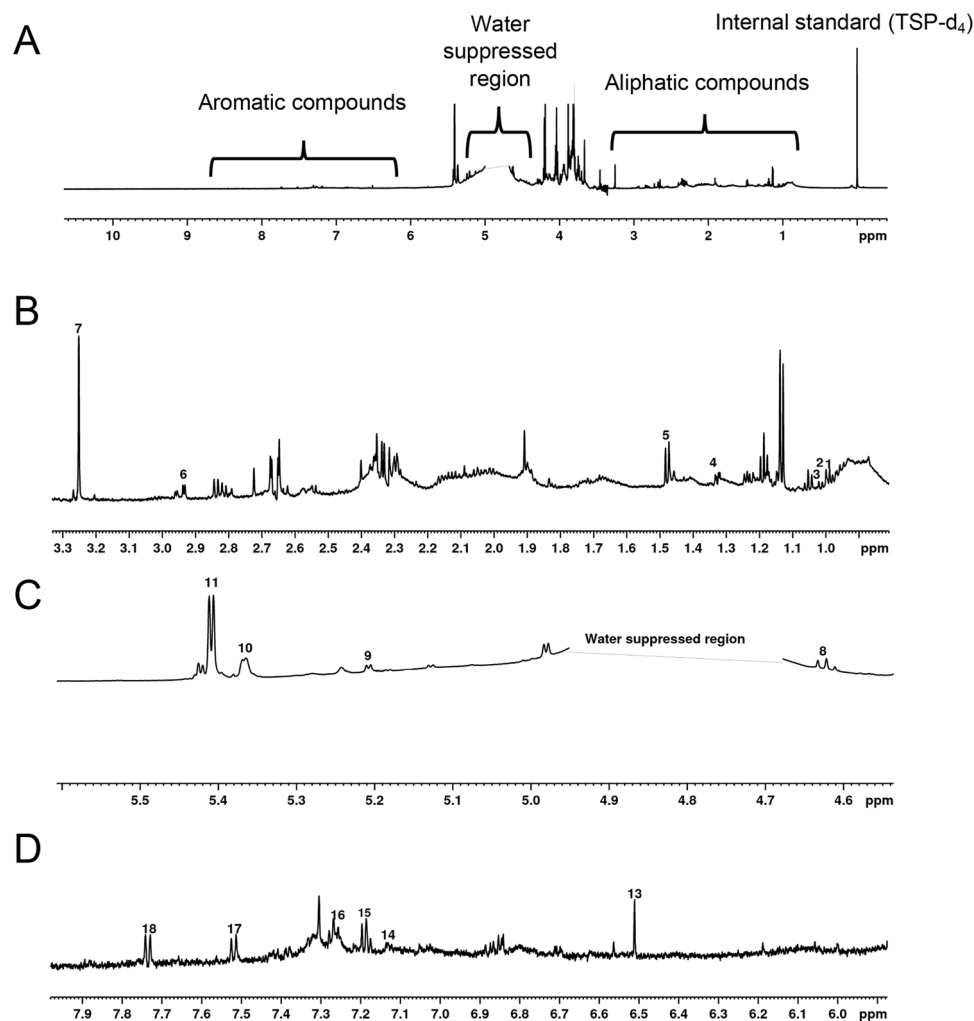 A
Internal standard (TSP-d4)
Water
suppressed
region
Aromatic compounds
Aliphatic compounds
10 9 8 7 6 5 4 3 2 1 ppm
B
7
6
5
4
3
2
1
3.3 3.2 3.1 3.0 2.9 2.8 2.7 2.6 2.5 2.4 2.3 2.2 2.1 2.0 1.9 1.8 1.7 1.6 1.5 1.4 1.3 1.2 1.1 1.0 ppm
C
11
10
9
Water suppressed region
8
5.5 5.4 5.3 5.2 5.1 5.0 4.9 4.8 4.7 4.6 ppm
D
18
17
16
15
14
13
7.9 7.8 7.7 7.6 7.5 7.4 7.3 7.2 7.1 7.0 6.9 6.8 6.7 6.6 6.5 6.4 6.3 6.2 6.1 6.0 ppm